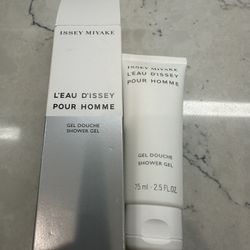 ISSEY MIYAKE
L'EAU D'ISSEY
POUR HOMME
GEL DOUCHE
SHOWER GEL
ISSEY MIYAKE
L'EAU D'ISSEY
POUR HOMME
GEL DOUCHE
SHOWER GEL
75 ml - 2.5 FL.OZ.